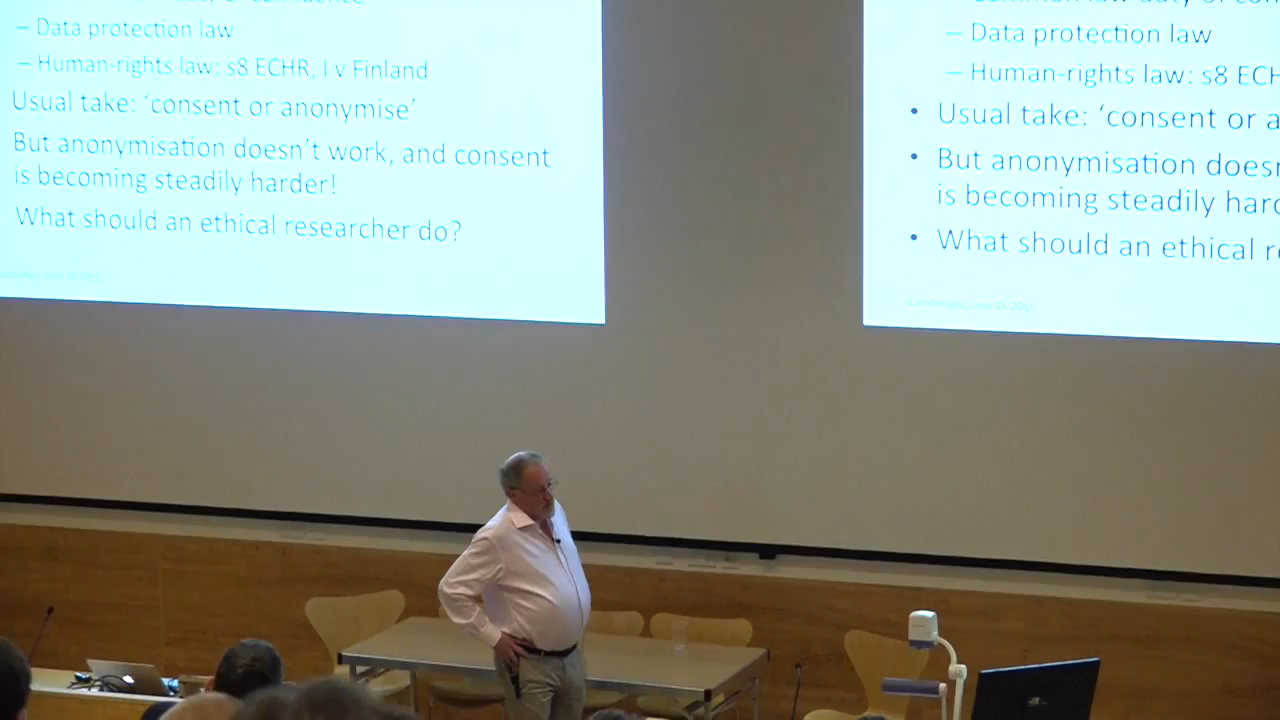 – Data protection law
– Human-rights law: s8 ECHR, I v Finland
Usual take: ‘consent or anonymise’
But anonymisation doesn’t work, and consent
is becoming steadily harder!
What should an ethical researcher do?
– Data protection law
– Human-rights law: s8 ECH
• Usual take: ‘consent or a
• But anonymisation does
is becoming steadily hard
• What should an ethical r